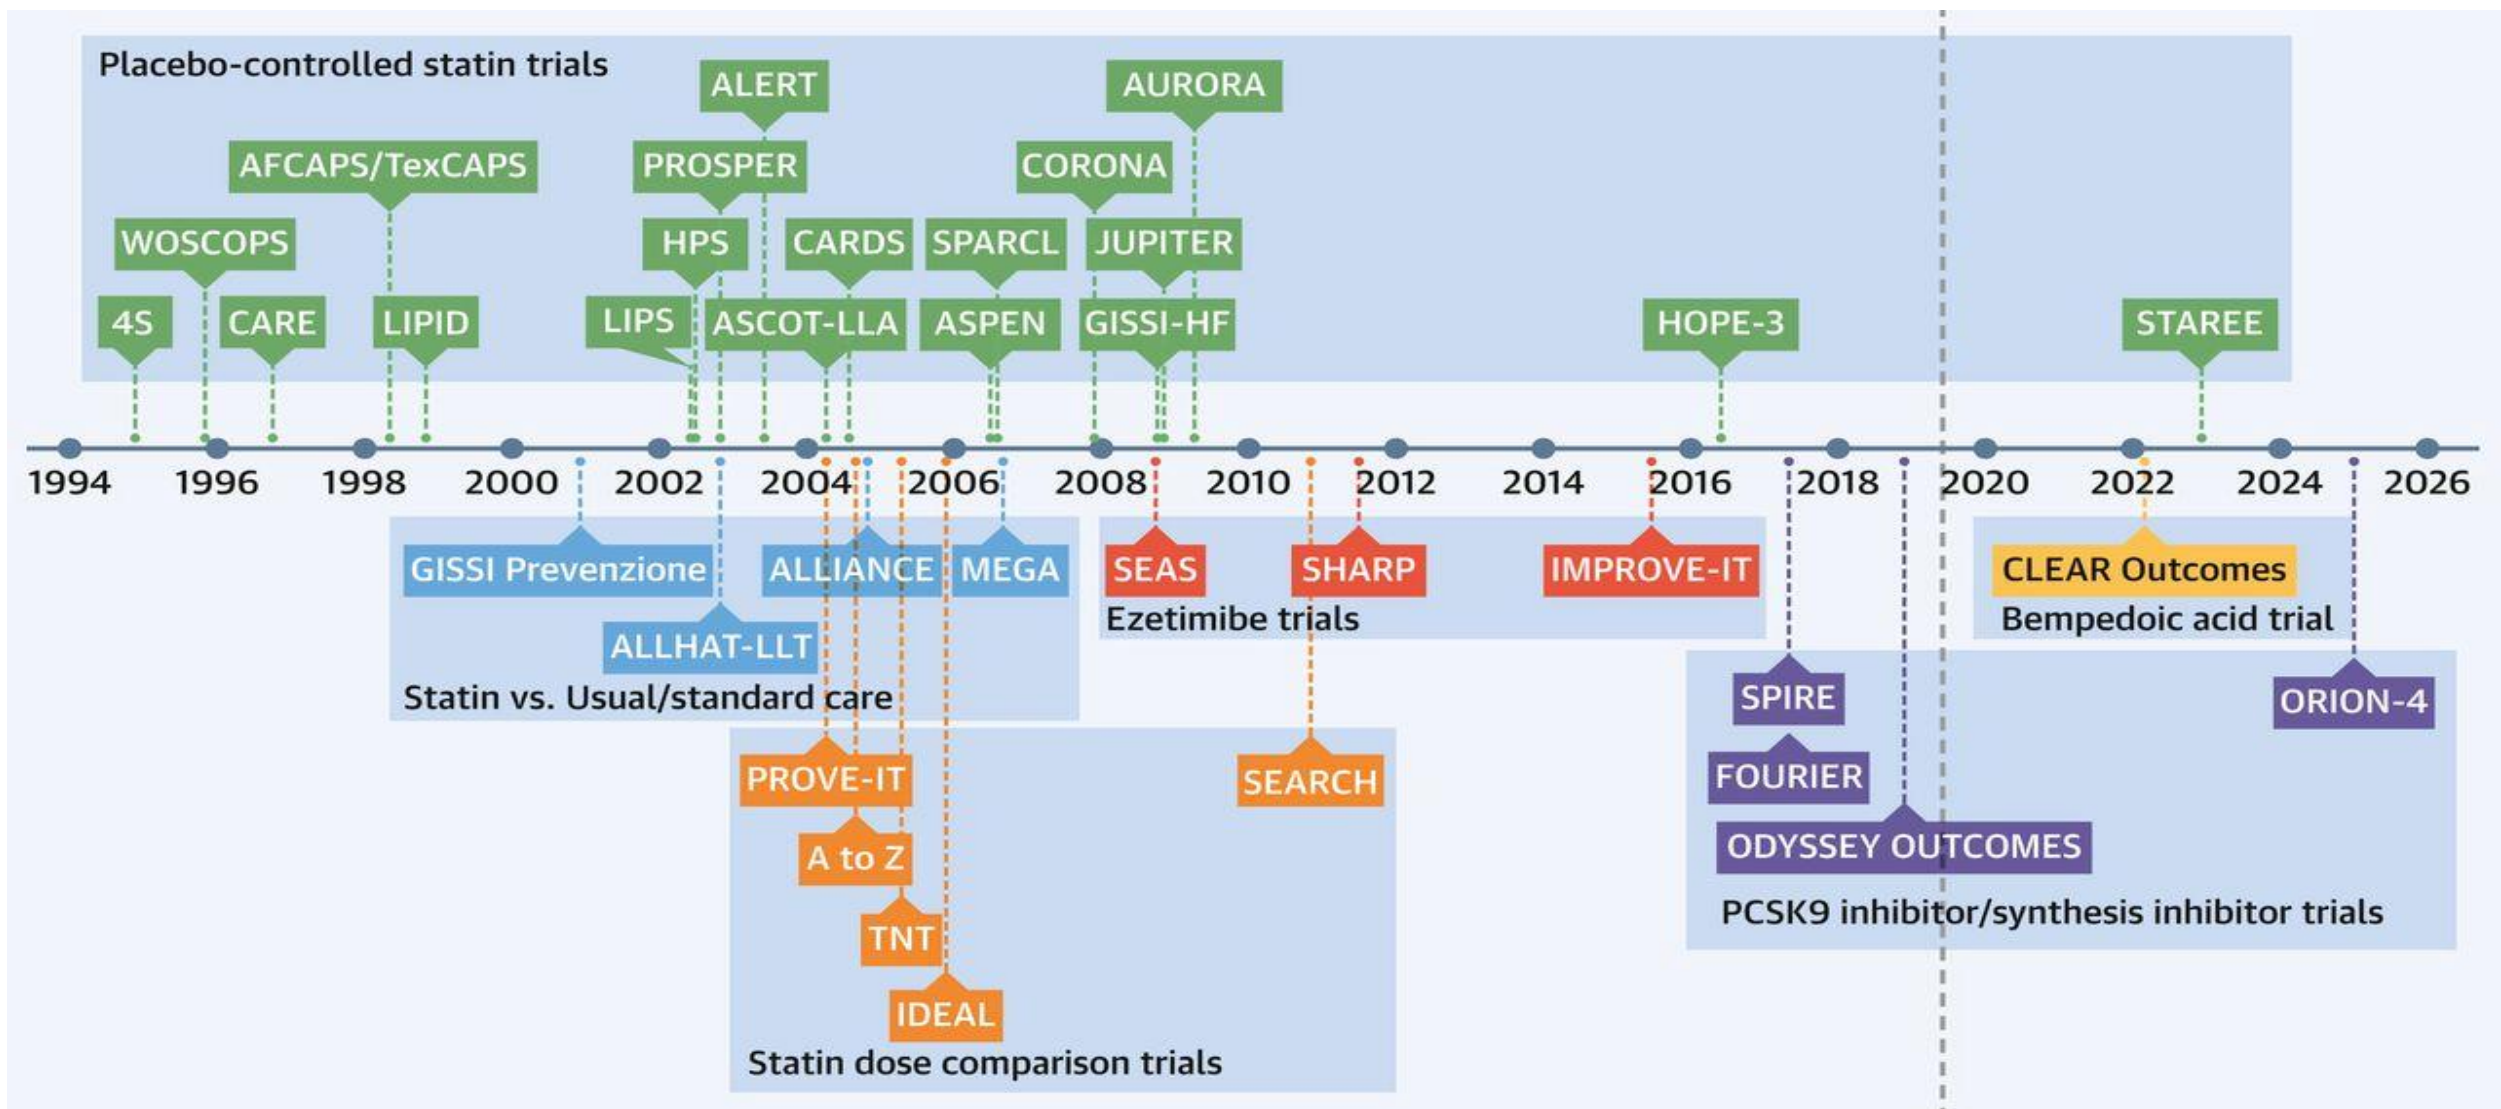 Placebo-controlled statin trials
ALERT
AURORA
AFCAPS/TexCAPS
PROSPER
CORONA
WOSCOPS
HPS
CARDS
SPARCL
JUPITER
4S
CARE
LIPID
LIPS
ASCOT-LLA
ASPEN
GISSI-HF
HOPE-3
STAREE
1994 1996 1998 2000 2002 2004 2006 2008 2010 2012 2014 2016 2018 2020 2022 2024 2026
GISSI Prevenzione
ALLIANCE
MEGA
ALLHAT-LLT
Statin vs. Usual/standard care
SEAS
SHARP
IMPROVE-IT
Ezetimibe trials
CLEAR Outcomes
Bempedoic acid trial
PROVE-IT
SEARCH
A to Z
TNT
IDEAL
Statin dose comparison trials
SPIRE
ORION-4
FOURIER
ODYSSEY OUTCOMES
PCSK9 inhibitor/synthesis inhibitor trials